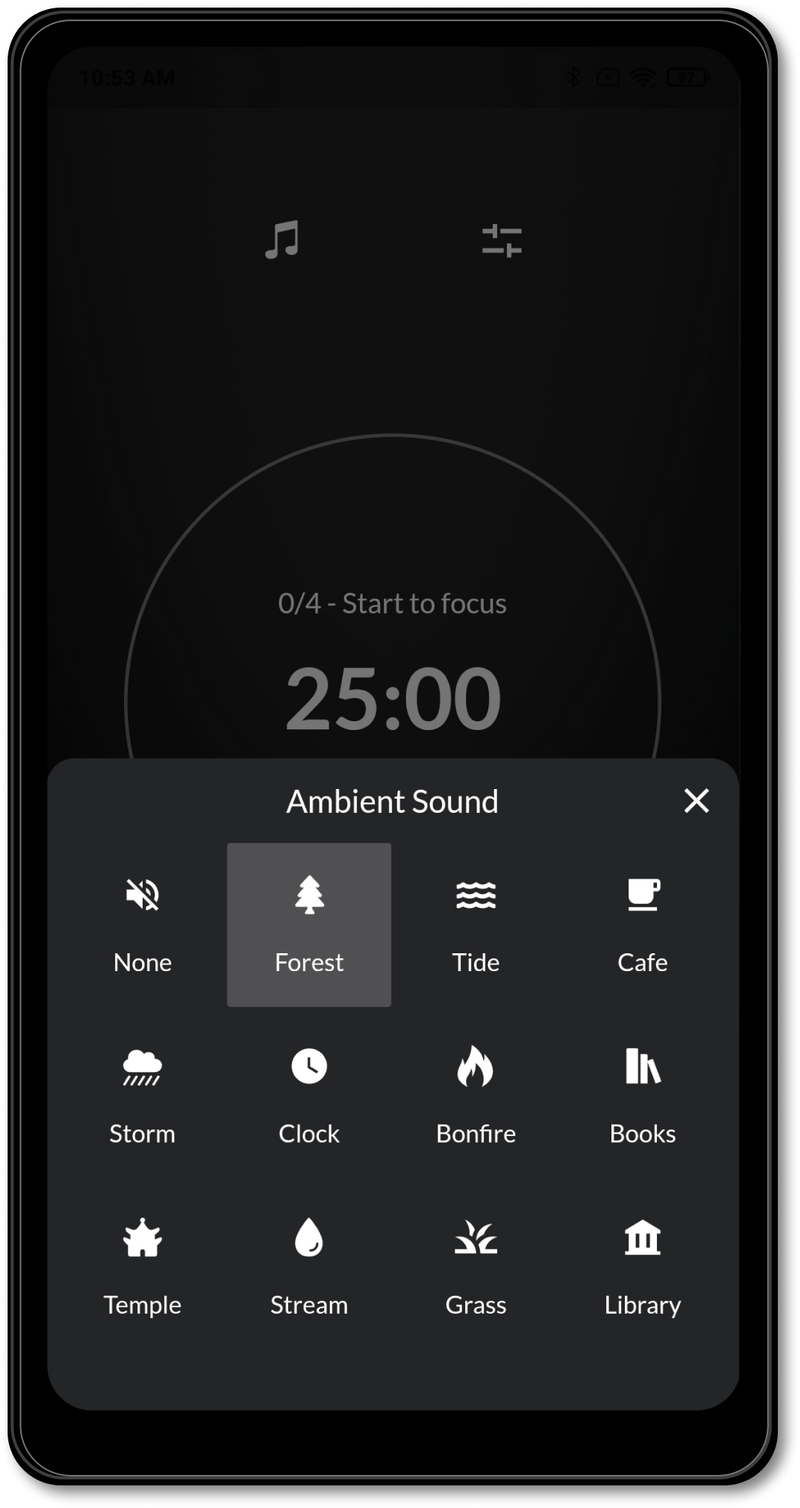 10:53 AM 87
0/4 - Start to focus
25:00
Ambient Sound
None Forest Tide Cafe
Storm Clock Bonfire Books
Temple Stream Grass Library